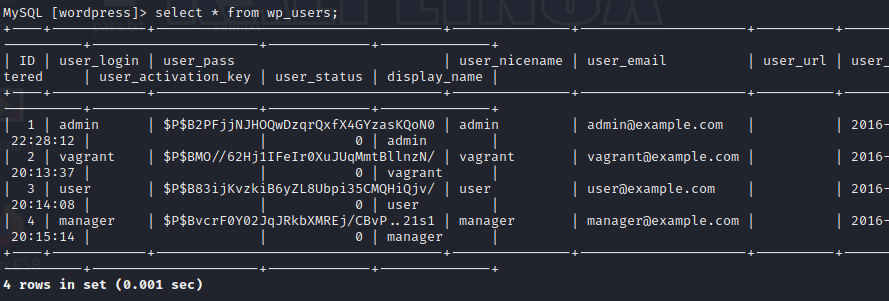 MySQL [wordpress]> select * from wp_users;
+----+------------+------------------------------------+---------------+---------------------+----------+------
---------------+---------------------+-------------+--------------+
| ID | user_login | user_pass                          | user_nicename | user_email          | user_url | user_
tered          | user_activation_key | user_status | display_name |
+----+------------+------------------------------------+---------------+---------------------+----------+------
---------------+---------------------+-------------+--------------+
|  1 | admin      | $P$B2PFjjNJHOQwDzqrQxfX4GYzasKQoN0 | admin         | admin@example.com   |          | 2016-
 22:28:12 |                     |           0 | admin        |
|  2 | vagrant    | $P$BMO//62Hj1IFeIr0XuJUqMmtBllnzN/ | vagrant       | vagrant@example.com |          | 2016-
 20:13:37 |                     |           0 | vagrant      |
|  3 | user       | $P$B83ijKvzkiB6yZL8Ubpi35CMQHiQjv/ | user          | user@example.com    |          | 2016-
 20:14:08 |                     |           0 | user         |
|  4 | manager    | $P$BvcrF0Y02JqJRkbXMREj/CBvP..21s1 | manager       | manager@example.com |          | 2016-
 20:15:14 |                     |           0 | manager      |
+----+------------+------------------------------------+---------------+---------------------+----------+------
---------------+---------------------+-------------+--------------+
4 rows in set (0.001 sec)